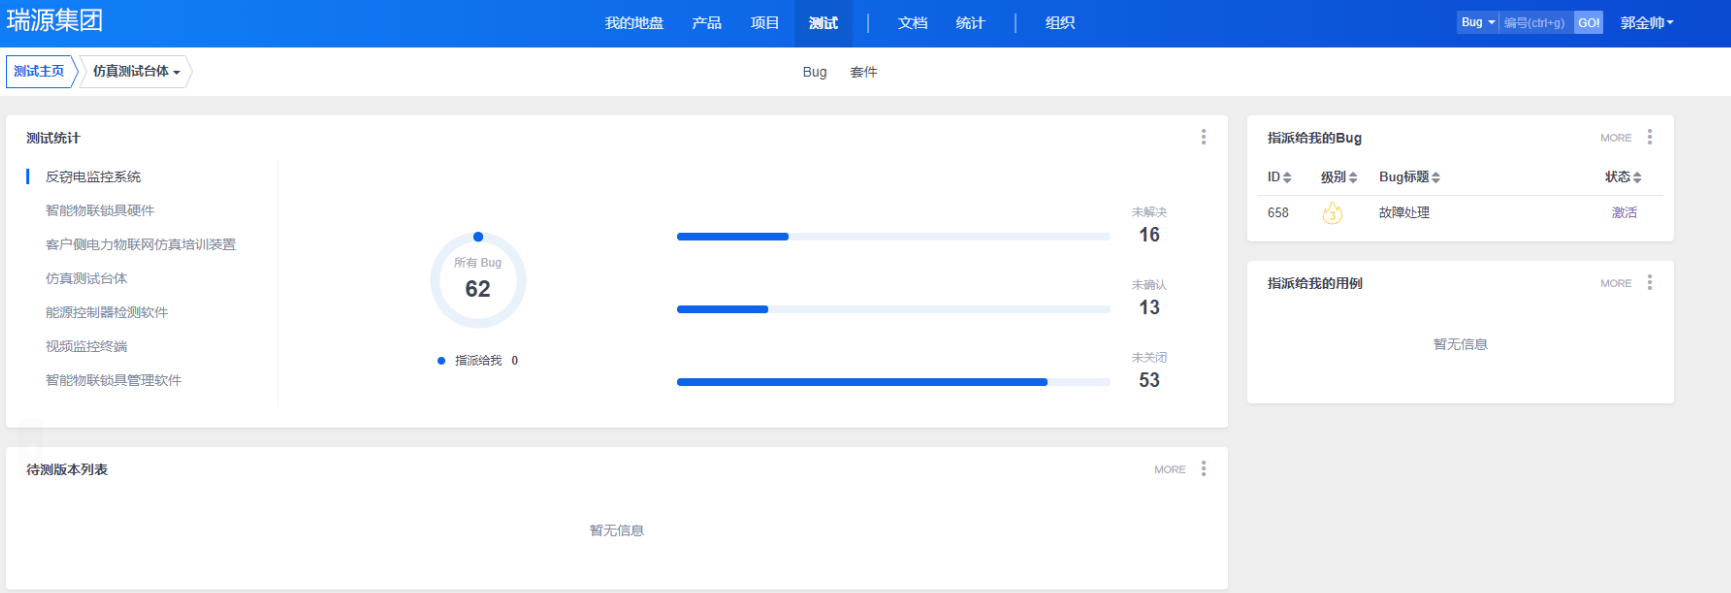 瑞源集团
我的地盘 产品 项目 测试 文档 统计 组织
Bug 编号(ctrl+g) GO! 郭金帅
测试主页 仿真测试台体
Bug 套件
测试统计
反窃电监控系统
智能物联锁具硬件
客户侧电力物联网仿真培训装置
仿真测试台体
能源控制器检测软件
视频监控终端
智能物联锁具管理软件
所有 Bug
62
指派给我 0
未解决
16
未确认
13
未关闭
53
待测版本列表 MORE
暂无信息
指派给我的Bug MORE
ID 级别 Bug标题 状态
658 3 故障处理 激活
指派给我的用例 MORE
暂无信息